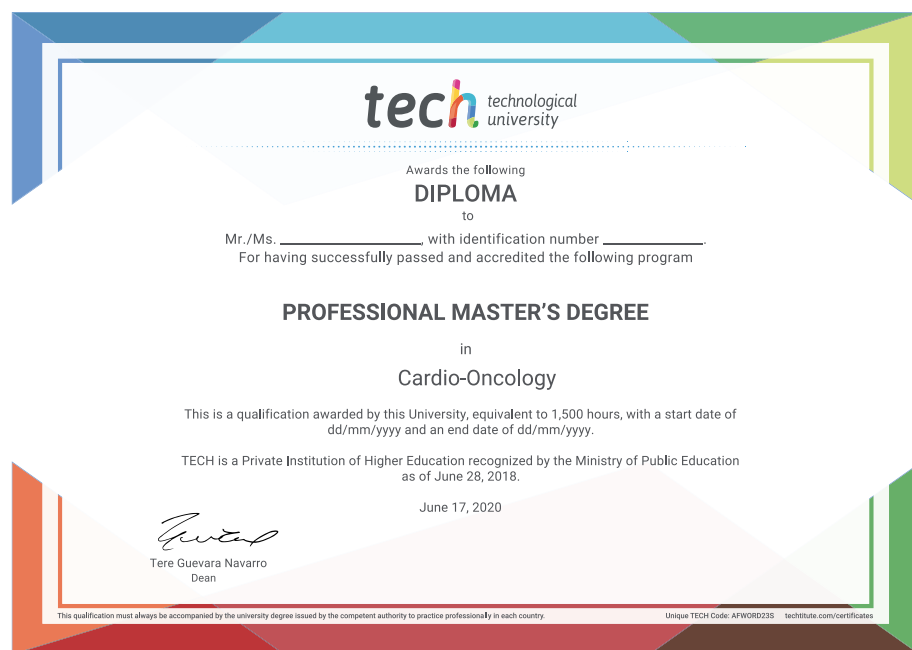 tech technological
university
Awards the following
DIPLOMA
to
Mr./Ms. ____________________, with identification number ______________.
For having successfully passed and accredited the following program
PROFESSIONAL MASTER'S DEGREE
in
Cardio-Oncology
This is a qualification awarded by this University, equivalent to 1,500 hours, with a start date of
dd/mm/yyyy and an end date of dd/mm/yyyy.
TECH is a Private Institution of Higher Education recognized by the Ministry of Public Education
as of June 28, 2018.
June 17, 2020
Tere Guevara Navarro
Dean
This qualification must always be accompanied by the university degree issued by the competent authority to practice professionally in each country.
Unique TECH Code: AFWORD23S techtitute.com/certificates